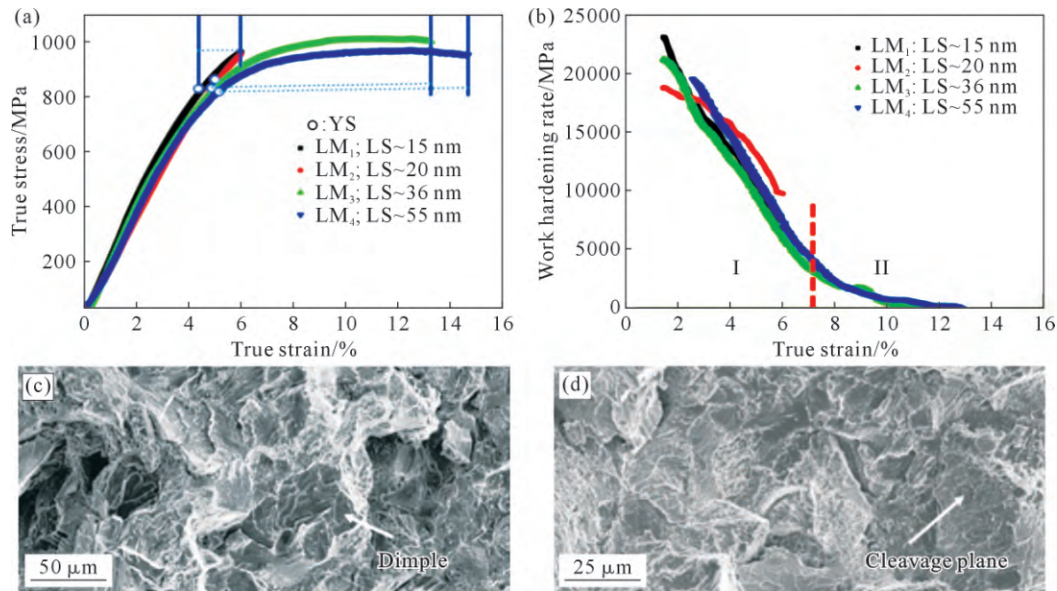 (a)
True stress/MPa
1000
800
600
400
200
0
2
4
6
8
10
12
14
16
True strain/%
○:YS
LM₁; LS~15 nm
LM₂; LS~20 nm
LM₃; LS~36 nm
LM₄; LS~55 nm
(b)
Work hardening rate/MPa
25000
20000
15000
10000
5000
0
0
2
4
6
8
10
12
14
16
True strain/%
LM₁: LS~15 nm
LM₂: LS~20 nm
LM₃: LS~36 nm
LM₄: LS~55 nm
I
II
(c)
50 μm
Dimple
(d)
25 μm
Cleavage plane